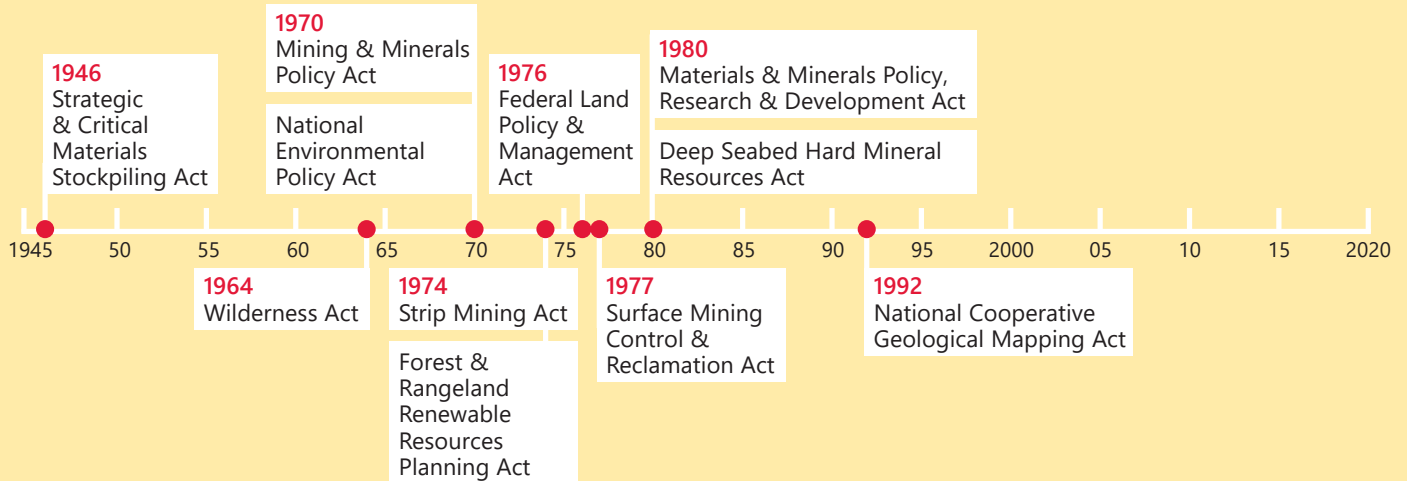 1946
Strategic
& Critical
Materials
Stockpiling Act
1970
Mining & Minerals
Policy Act
National
Environmental
Policy Act
1976
Federal Land
Policy &
Management
Act
1980
Materials & Minerals Policy,
Research & Development Act
Deep Seabed Hard Mineral
Resources Act
1945 50 55 60 65 70 75 80 85 90 95 2000 05 10 15 2020
1964
Wilderness Act
1974
Strip Mining Act
Forest &
Rangeland
Renewable
Resources
Planning Act
1977
Surface Mining
Control &
Reclamation Act
1992
National Cooperative
Geological Mapping Act